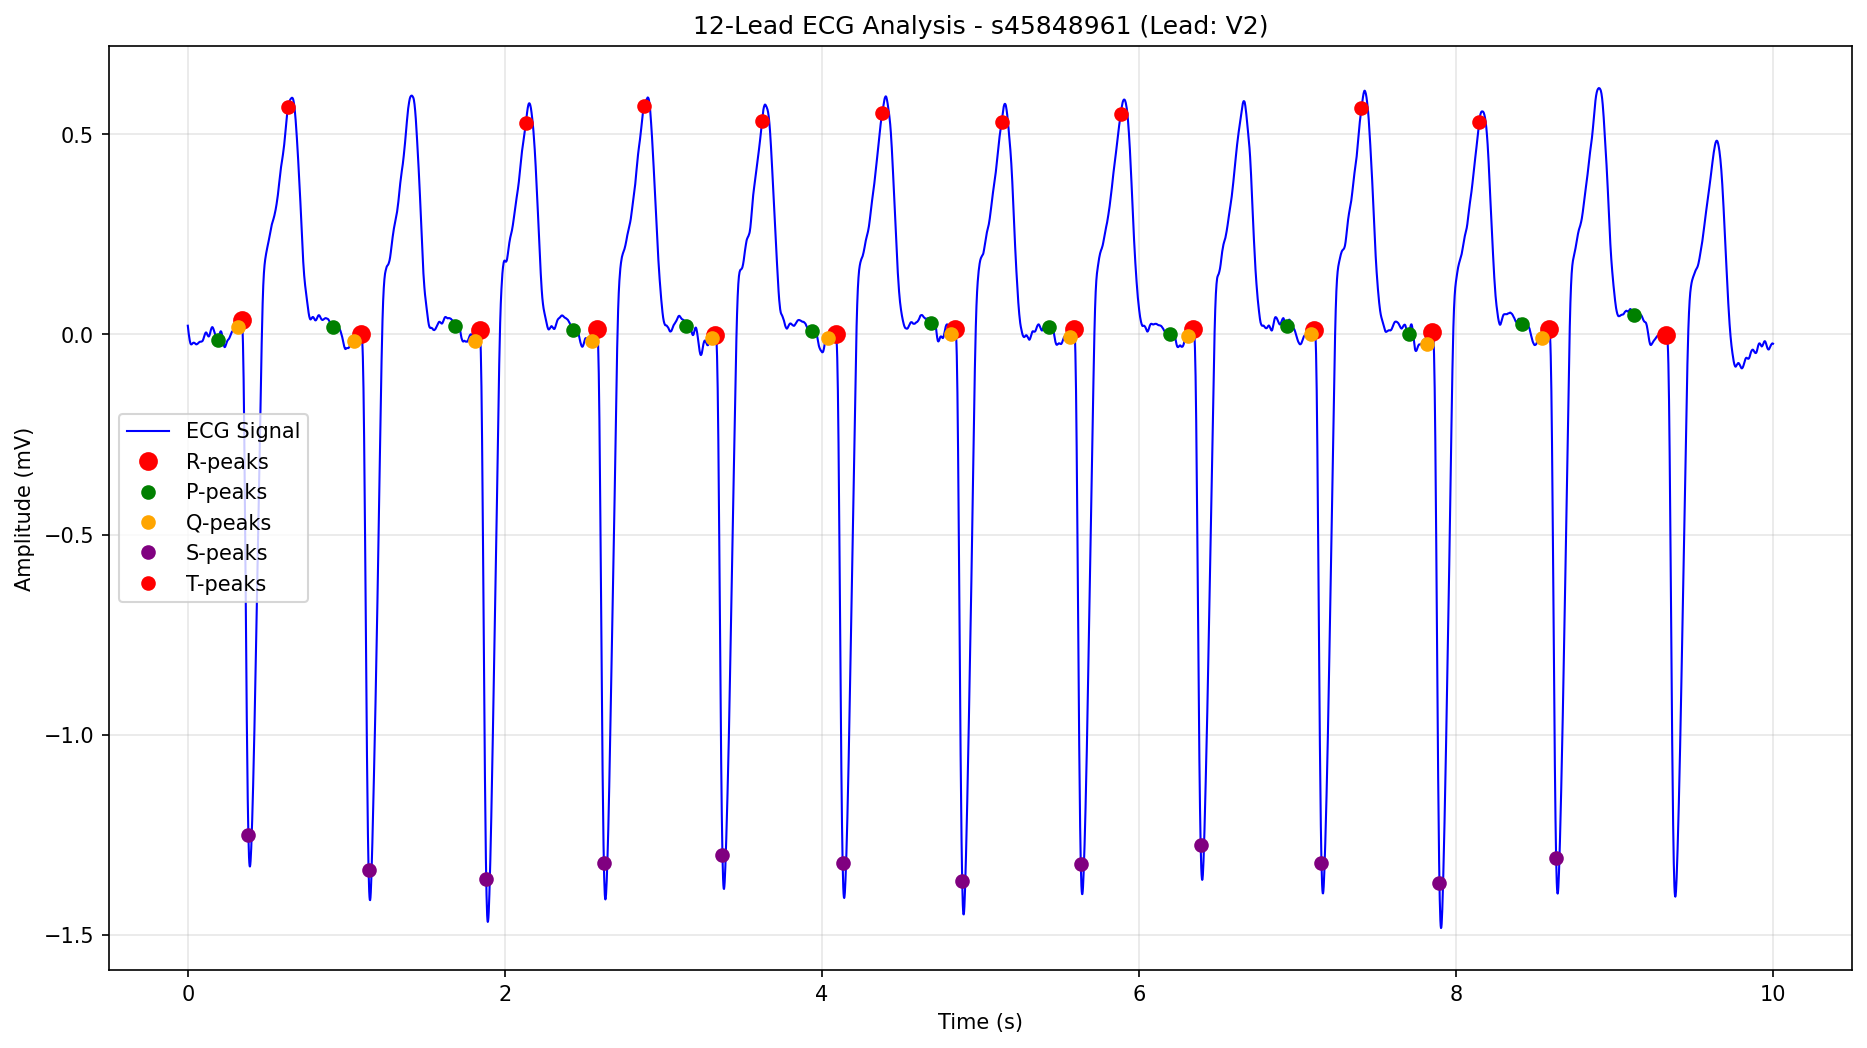 12-Lead ECG Analysis - s45848961 (Lead: V2)
Amplitude (mV)
0.5
0.0
−0.5
−1.0
−1.5
ECG Signal
R-peaks
P-peaks
Q-peaks
S-peaks
T-peaks
0 2 4 6 8 10
Time (s)